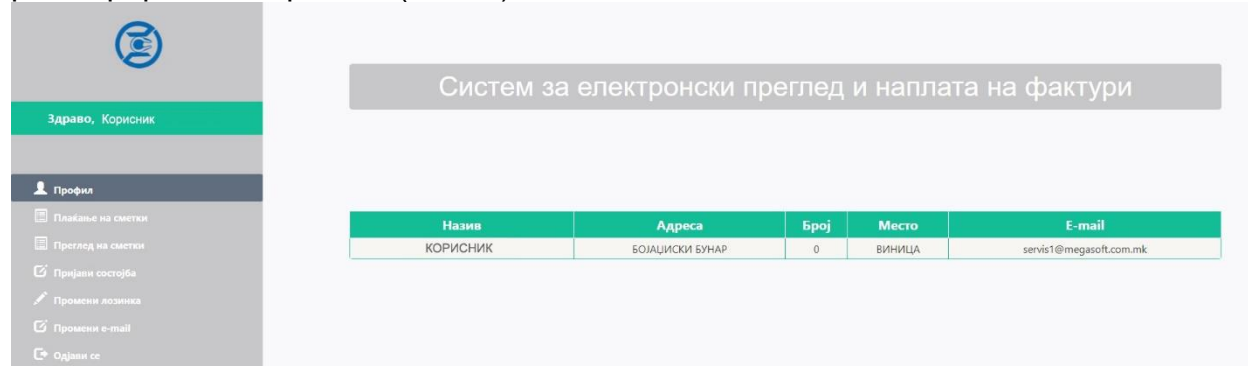 Систем за електронски преглед и наплата на фактури
Здраво, Корисник
Профил
Плаќање на сметки
Преглед на сметки
Пријави состојба
Промени лозинка
Промени e-mail
Одјави се
Назив Адреса Број Место E-mail
КОРИСНИК БОЈАЏИСКИ БУНАР 0 ВИНИЦА servis1@megasoft.com.mk